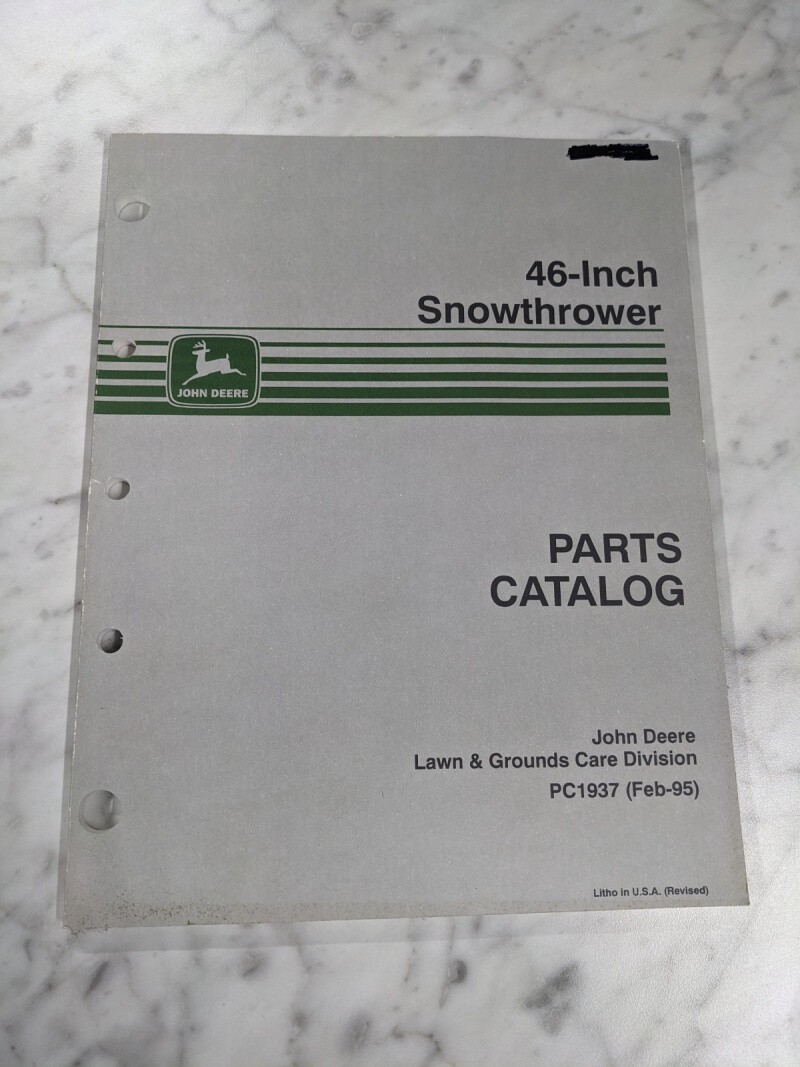 46-Inch
Snowthrower
JOHN DEERE
PARTS
CATALOG
John Deere
Lawn & Grounds Care Division
PC1937 (Feb-95)
Litho in U.S.A. (Revised)